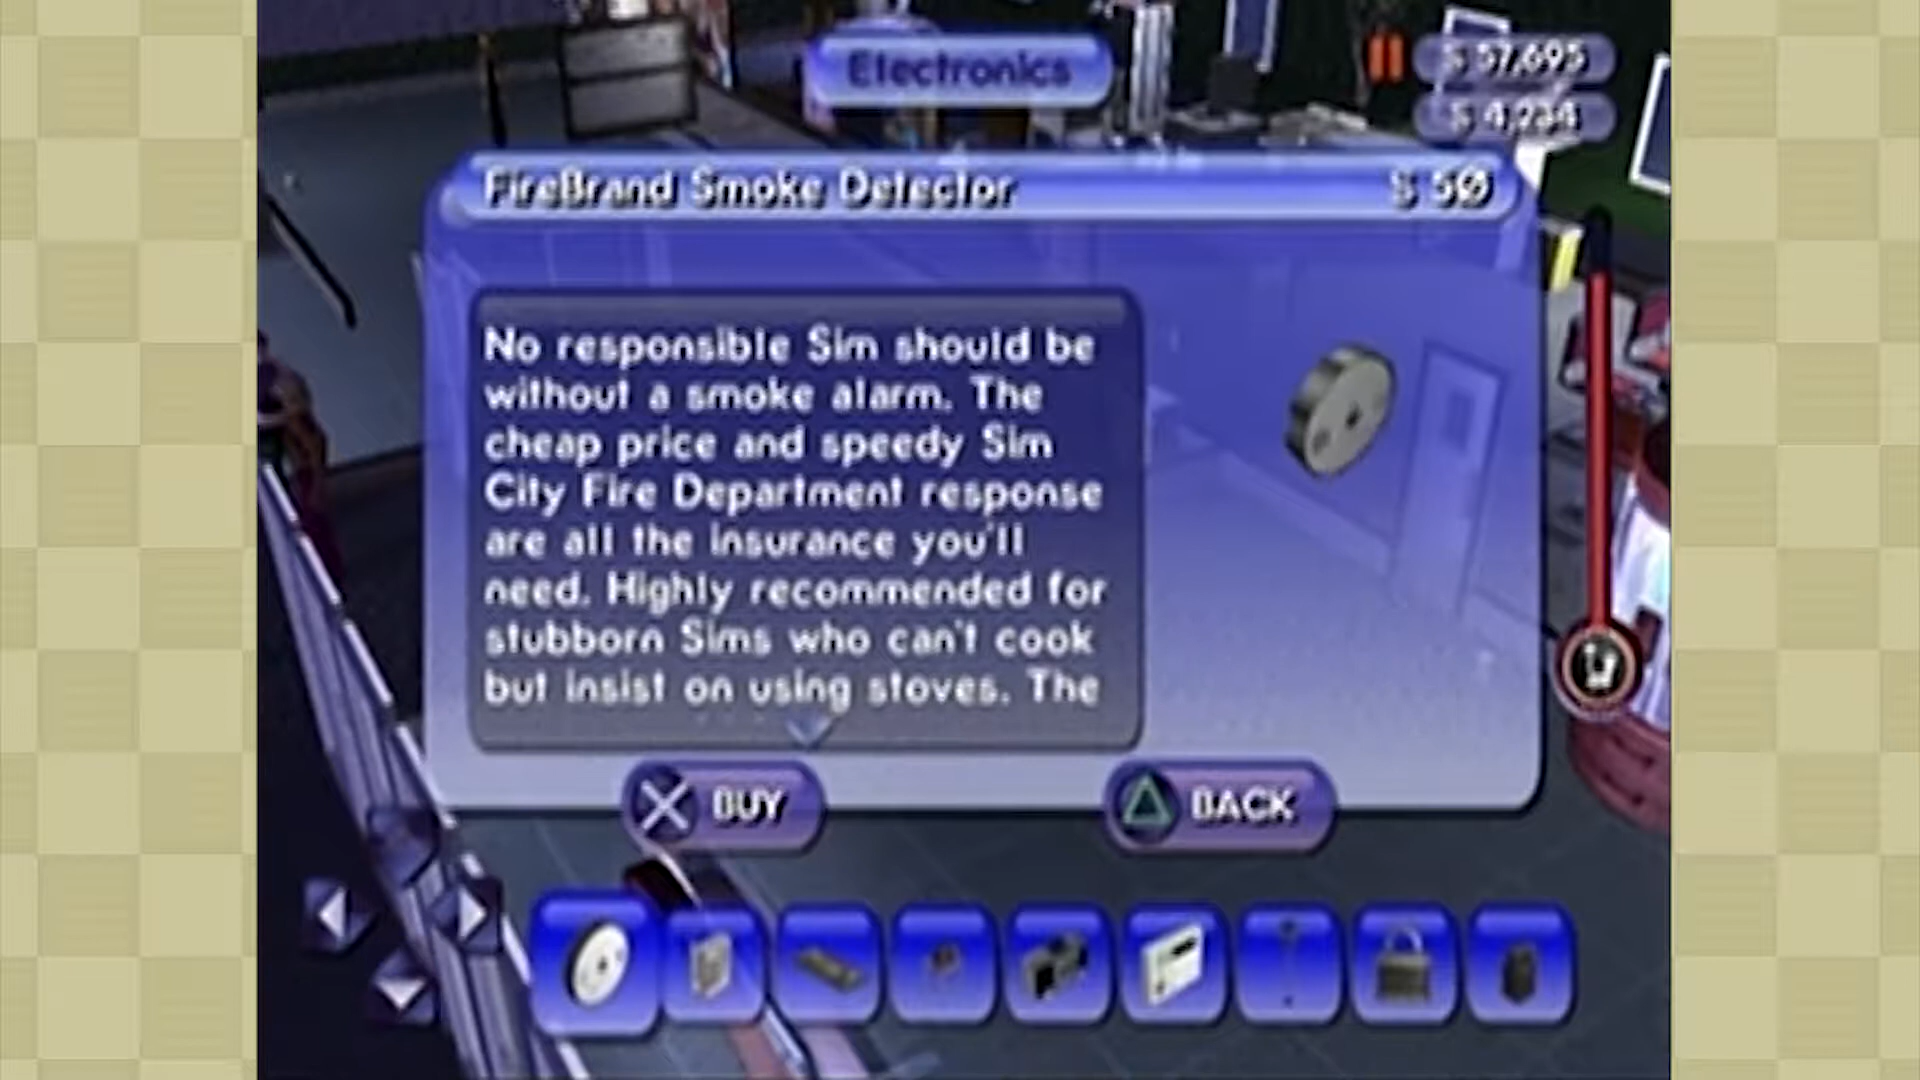 Electronics
§ 57,695
§ 4,234
FireBrand Smoke Detector
§ 50
No responsible Sim should be
without a smoke alarm. The
cheap price and speedy Sim
City Fire Department response
are all the insurance you'll
need. Highly recommended for
stubborn Sims who can't cook
but insist on using stoves. The
BUY
BACK